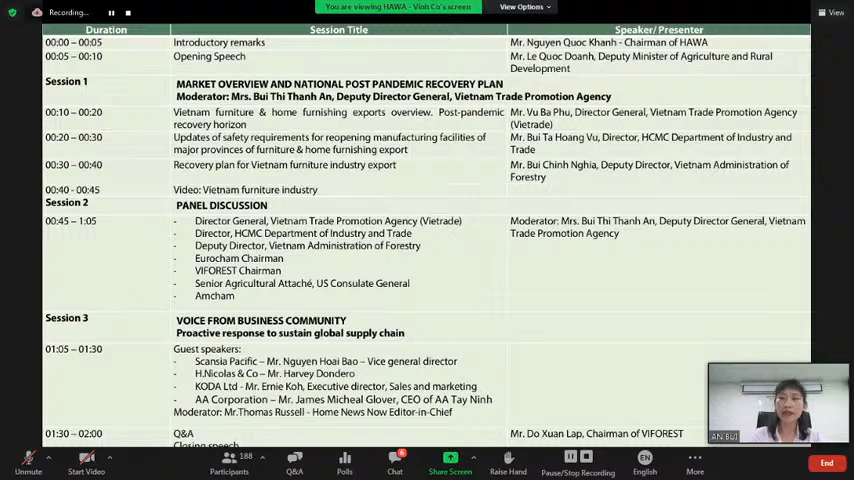 Recording...
You are viewing HAWA - Vinh Co's screen
View Options
View
Duration Session Title Speaker/ Presenter
00:00 – 00:05 Introductory remarks Mr. Nguyen Quoc Khanh - Chairman of HAWA
00:05 – 00:10 Opening Speech Mr. Le Quoc Doanh, Deputy Minister of Agriculture and Rural
Development
Session 1 MARKET OVERVIEW AND NATIONAL POST PANDEMIC RECOVERY PLAN
Moderator: Mrs. Bui Thi Thanh An, Deputy Director General, Vietnam Trade Promotion Agency
00:10 – 00:20 Vietnam furniture & home furnishing exports overview. Post-pandemic Mr. Vu Ba Phu, Director General, Vietnam Trade Promotion Agency
recovery horizon (Vietrade)
00:20 – 00:30 Updates of safety requirements for reopening manufacturing facilities of Mr. Bui Ta Hoang Vu, Director, HCMC Department of Industry and
major provinces of furniture & home furnishing export Trade
00:30 – 00:40 Recovery plan for Vietnam furniture industry export Mr. Bui Chinh Nghia, Deputy Director, Vietnam Administration of
Forestry
00:40 - 00:45 Video: Vietnam furniture industry
Session 2 PANEL DISCUSSION
00:45 – 1:05 - Director General, Vietnam Trade Promotion Agency (Vietrade) Moderator: Mrs. Bui Thi Thanh An, Deputy Director General, Vietnam
- Director, HCMC Department of Industry and Trade Trade Promotion Agency
- Deputy Director, Vietnam Administration of Forestry
- Eurocham Chairman
- VIFOREST Chairman
- Senior Agricultural Attaché, US Consulate General
- Amcham
Session 3 VOICE FROM BUSINESS COMMUNITY
Proactive response to sustain global supply chain
01:05 – 01:30 Guest speakers:
- Scansia Pacific – Mr. Nguyen Hoai Bao – Vice general director
- H.Nicolas & Co – Mr. Harvey Dondero
- KODA Ltd - Mr. Ernie Koh, Executive director, Sales and marketing
- AA Corporation – Mr. James Micheal Glover, CEO of AA Tay Ninh
Moderator: Mr.Thomas Russell - Home News Now Editor-in-Chief
01:30 – 02:00 Q&A Mr. Do Xuan Lap, Chairman of VIFOREST
Closing speech
AN BUI
188
6
EN
Unmute Start Video Participants Q&A Polls Chat Share Screen Raise Hand Pause/Stop Recording English More End